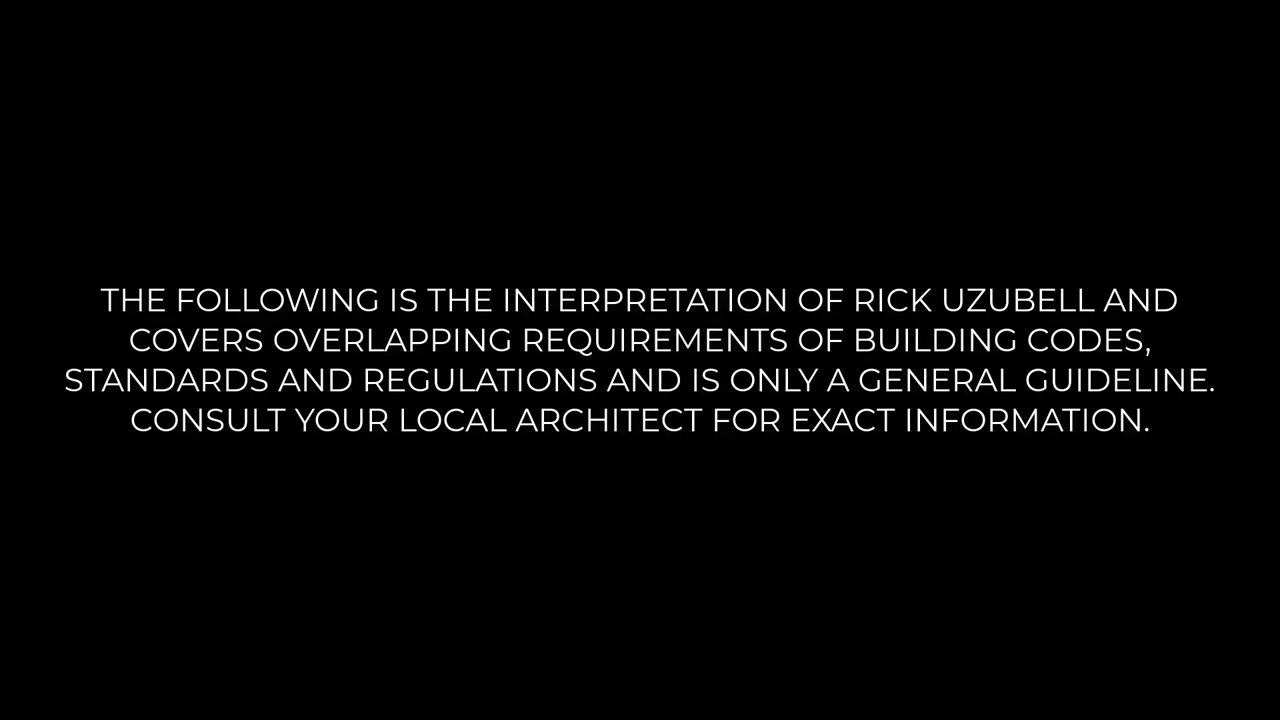 THE FOLLOWING IS THE INTERPRETATION OF RICK UZUBELL AND
COVERS OVERLAPPING REQUIREMENTS OF BUILDING CODES,
STANDARDS AND REGULATIONS AND IS ONLY A GENERAL GUIDELINE.
CONSULT YOUR LOCAL ARCHITECT FOR EXACT INFORMATION.